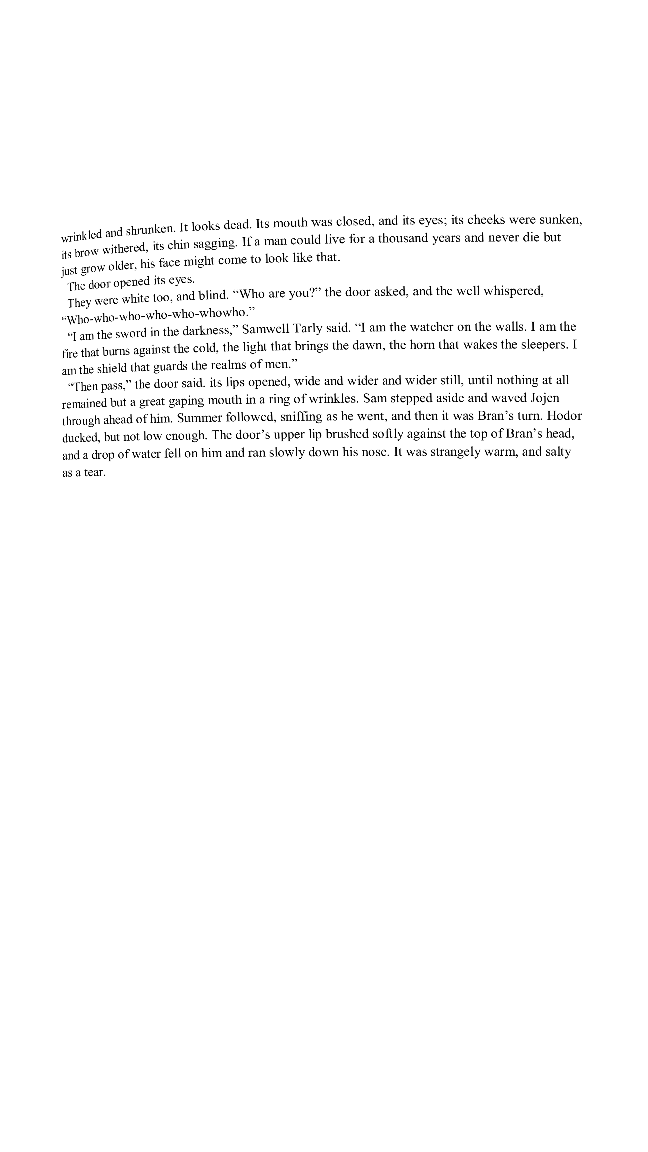 wrinkled and shrunken. It looks dead. Its mouth was closed, and its eyes; its cheeks were sunken,
its brow withered, its chin sagging. If a man could live for a thousand years and never die but
just grow older, his face might come to look like that.
The door opened its eyes.
They were white too, and blind. “Who are you?” the door asked, and the well whispered,
“Who-who-who-who-who-whowho.”
“I am the sword in the darkness,” Samwell Tarly said. “I am the watcher on the walls. I am the
fire that burns against the cold, the light that brings the dawn, the horn that wakes the sleepers. I
am the shield that guards the realms of men.”
“Then pass,” the door said. its lips opened, wide and wider and wider still, until nothing at all
remained but a great gaping mouth in a ring of wrinkles. Sam stepped aside and waved Jojen
through ahead of him. Summer followed, sniffing as he went, and then it was Bran’s turn. Hodor
ducked, but not low enough. The door’s upper lip brushed softly against the top of Bran’s head,
and a drop of water fell on him and ran slowly down his nose. It was strangely warm, and salty
as a tear.